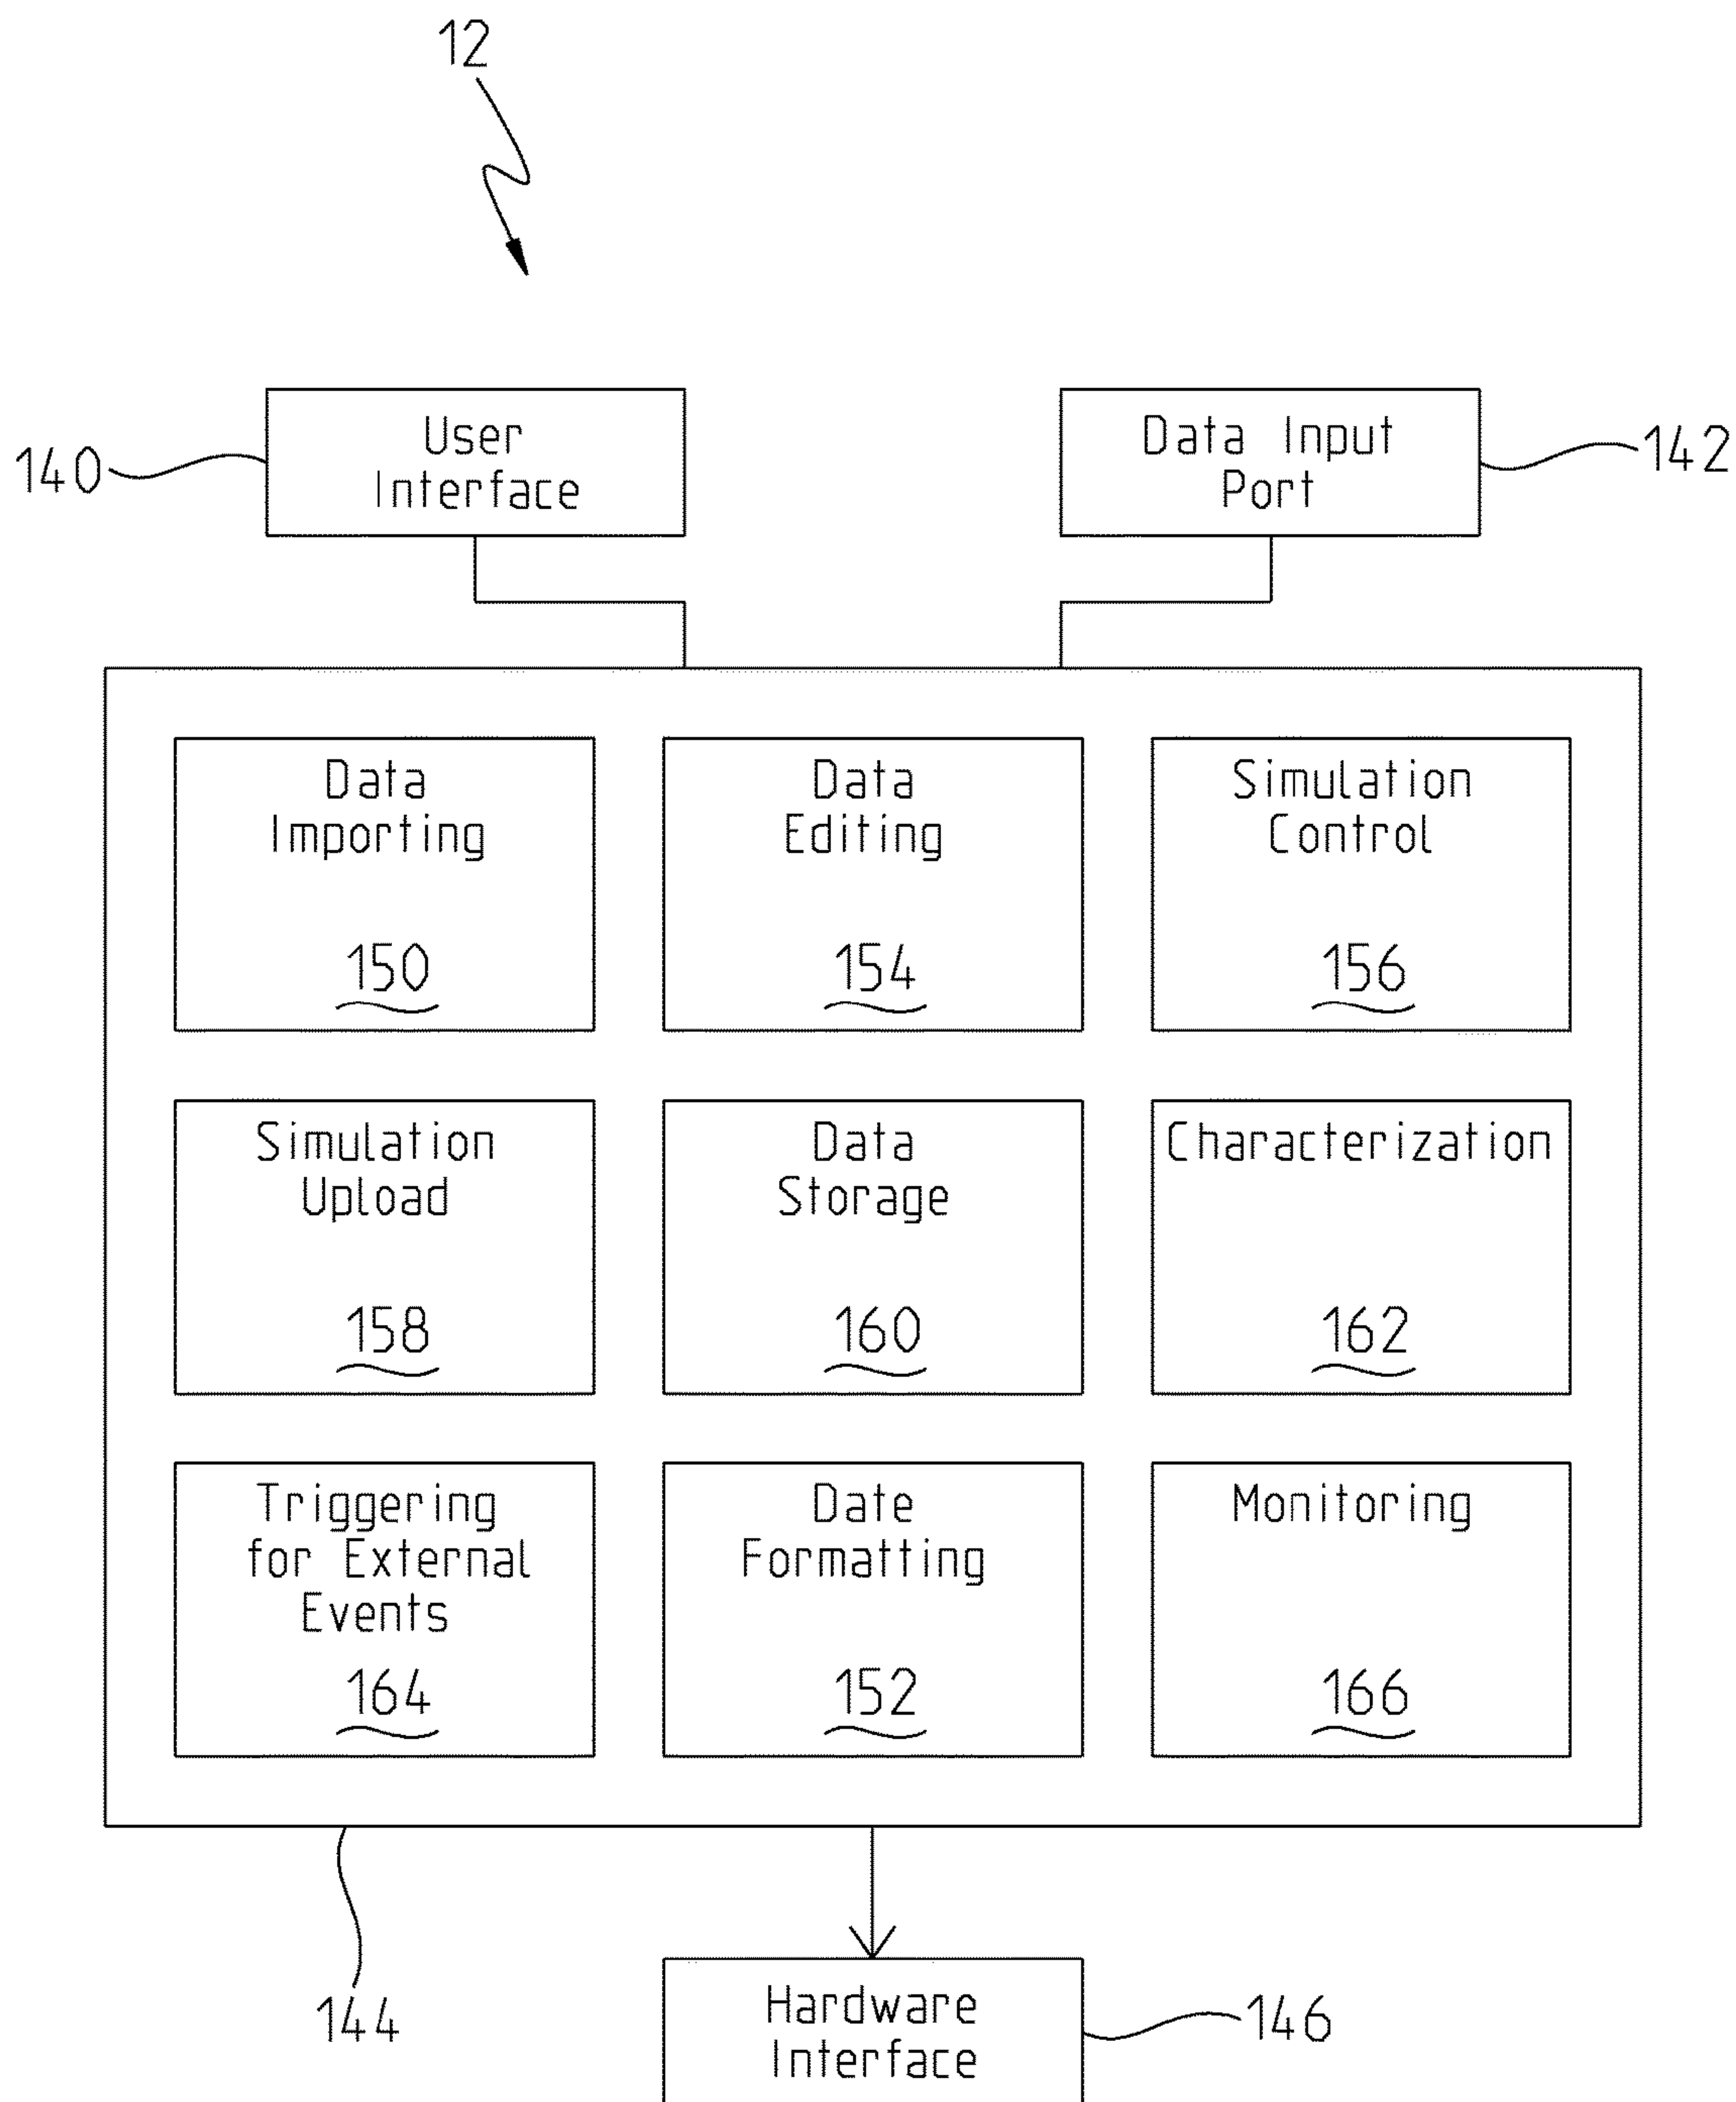 12
User
Interface
140
Data Input
Port
142
Data
Importing
150
Data
Editing
154
Simulation
Control
156
Simulation
Upload
158
Data
Storage
160
Characterization
162
Triggering
for External
Events
164
Date
Formatting
152
Monitoring
166
144
Hardware
Interface
146